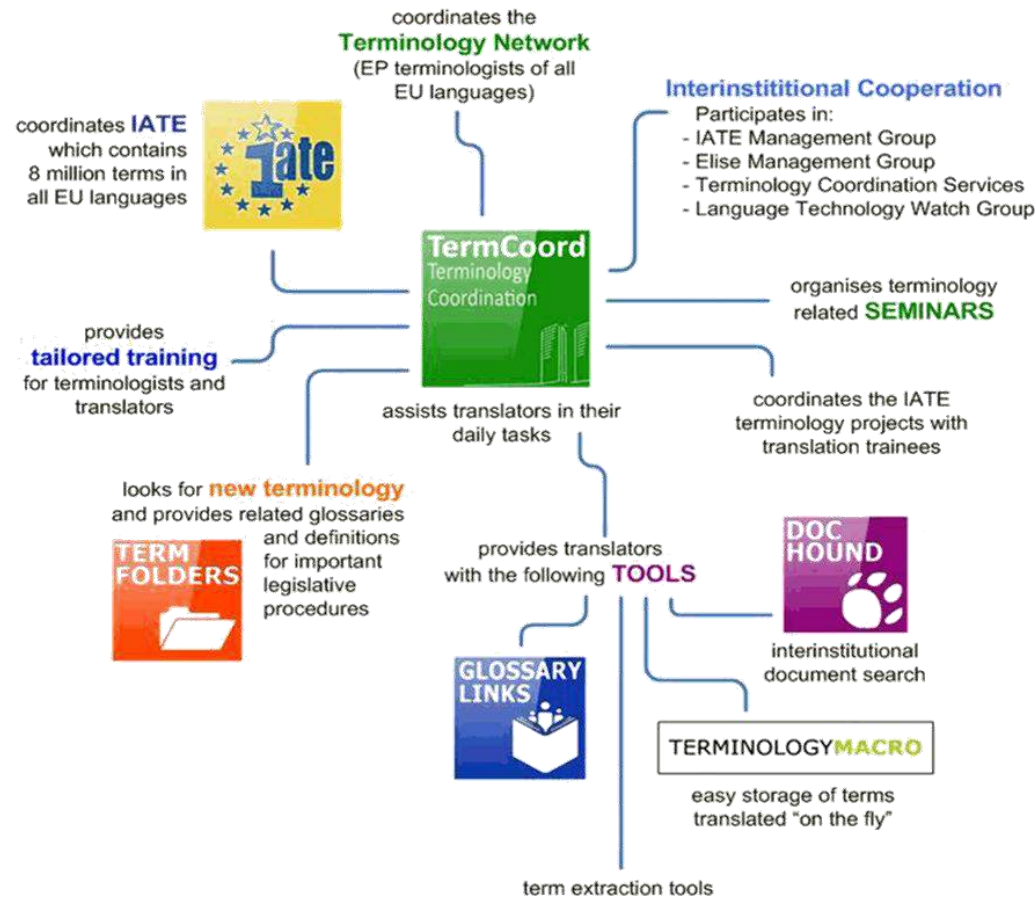 coordinates the
Terminology Network
(EP terminologists of all
EU languages)
coordinates IATE
which contains
8 million terms in
all EU languages
1ate
Interinstititional Cooperation
Participates in:
- IATE Management Group
- Elise Management Group
- Terminology Coordination Services
- Language Technology Watch Group
TermCoord
Terminology
Coordination
organises terminology
related SEMINARS
provides
tailored training
for terminologists and
translators
assists translators in their
daily tasks
coordinates the IATE
terminology projects with
translation trainees
looks for new terminology
and provides related glossaries
and definitions
for important
legislative
procedures
TERM
FOLDERS
provides translators
with the following TOOLS
DOC
HOUND
interinstitutional
document search
GLOSSARY
LINKS
TERMINOLOGYMACRO
easy storage of terms
translated “on the fly”
term extraction tools